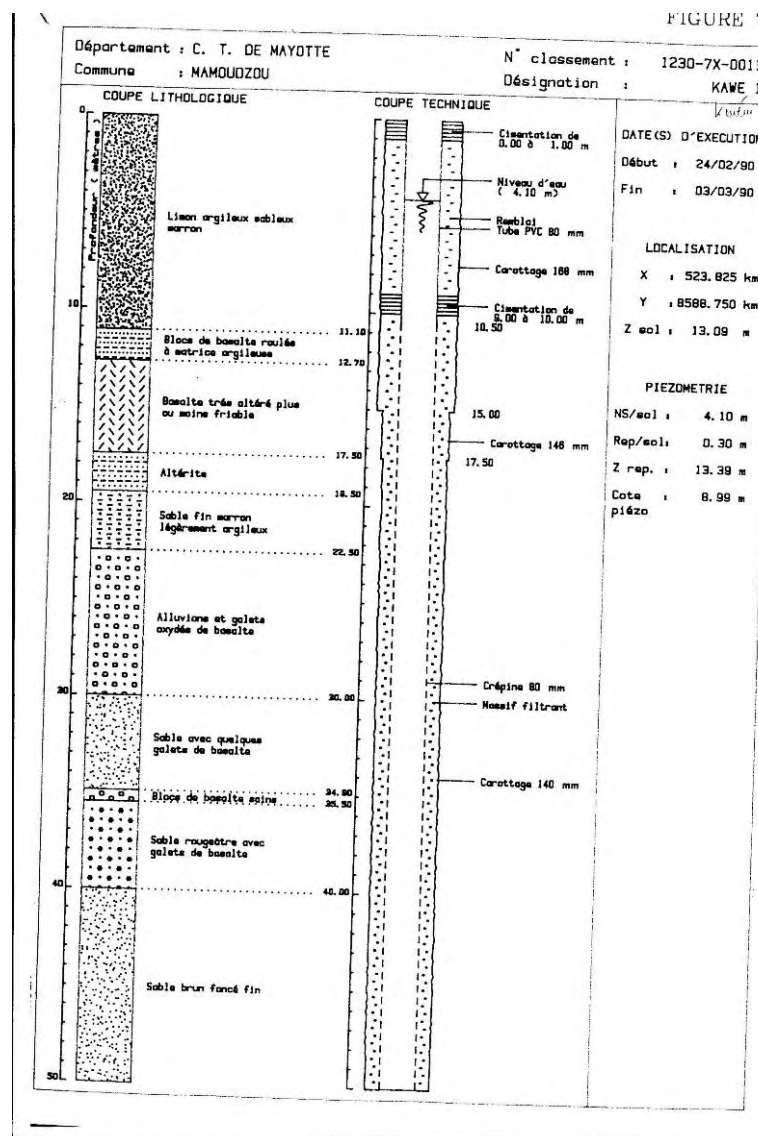 FIGURE
Département : C. T. DE MAYOTTE
Commune : MAMOUDZOU
N° classement : 1230-7X-0011
Désignation : KAWE
COUPE LITHOLOGIQUE
COUPE TECHNIQUE
Profondeur ( mètres )
0
10
20
30
40
50
Limon argileux sableux
marron
11.10
Blocs de basalte roulés
à matrice argileuse
12.70
Basalte très altéré plus
ou moins friable
17.50
Altérite
19.50
Sable fin marron
légèrement argileux
22.50
Alluvions et galets
oxydés de basalte
30.00
Sable avec quelques
galets de basalte
34.80
Blocs de basalte sains
35.50
Sable rougeâtre avec
galets de basalte
40.00
Sable brun foncé fin
Cimentation de
0.00 à 1.00 m
Niveau d'eau
( 4.10 m)
Remblai
Tube PVC 80 mm
Carottage 168 mm
Cimentation de
9.00 à 10.00 m
10.50
15.00
Carottage 146 mm
17.50
Crépine 80 mm
Massif filtrant
Carottage 140 mm
DATE(S) D'EXECUTION
Début : 24/02/90
Fin : 03/03/90
LOCALISATION
X : 523.825 km
Y : 8588.750 km
Z sol : 13.09 m
PIEZOMETRIE
NS/sol : 4.10 m
Rep/sol: 0.30 m
Z rep. : 13.39 m
Cote : 8.99 m
piézo